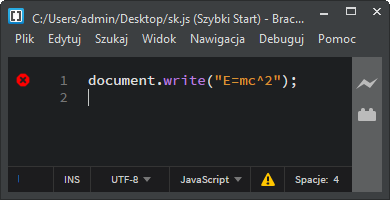 C:/Users/admin/Desktop/sk.js (Szybki Start) - Brac...
Plik Edytuj Szukaj Widok Nawigacja Debuguj Pomoc
1 document.write("E=mc^2");
2
INS UTF-8 JavaScript Spacje: 4